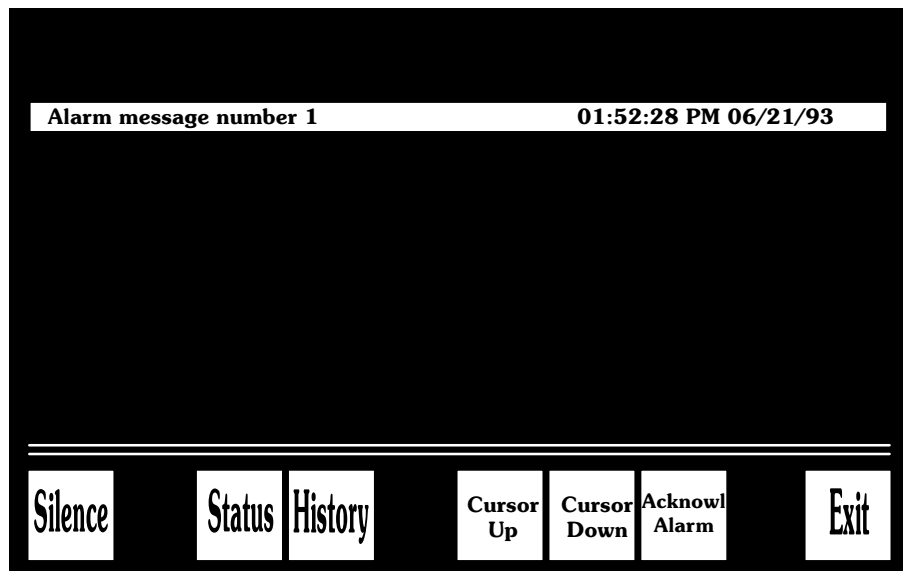 Alarm message number 1 01:52:28 PM 06/21/93
Silence
Status
History
Cursor
Up
Cursor
Down
Acknowl
Alarm
Exit